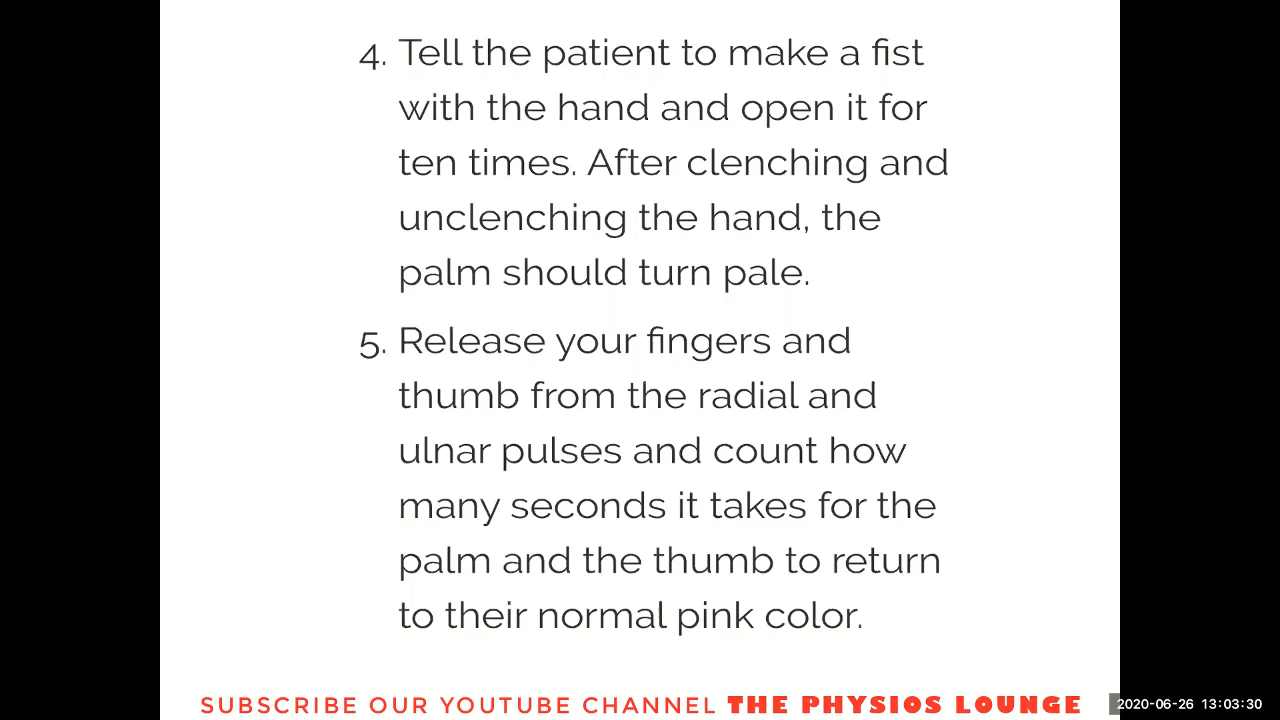 4. Tell the patient to make a fist
with the hand and open it for
ten times. After clenching and
unclenching the hand, the
palm should turn pale.
5. Release your fingers and
thumb from the radial and
ulnar pulses and count how
many seconds it takes for the
palm and the thumb to return
to their normal pink color.
SUBSCRIBE OUR YOUTUBE CHANNEL THE PHYSIOS LOUNGE
2020-06-26 13:03:30